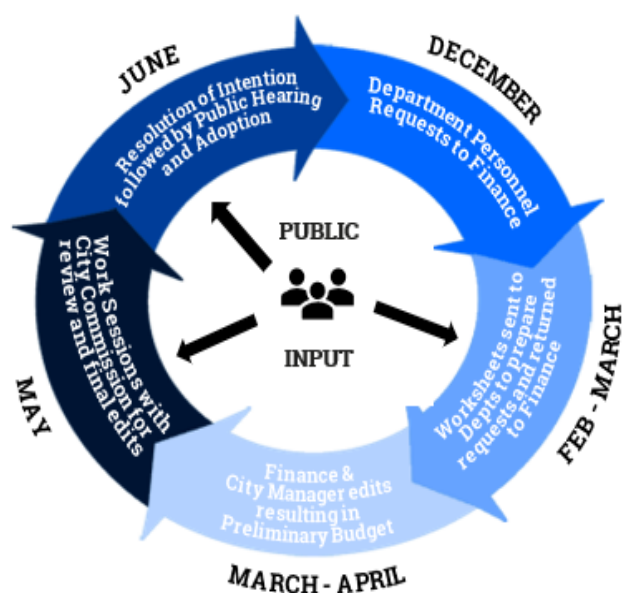 JUNE
Resolution of Intention
followed by Public Hearing
and Adoption
DECEMBER
Department Personnel
Requests to Finance
FEB - MARCH
Worksheets sent to
Depts to prepare
requests and returned
to Finance
MARCH - APRIL
Finance &
City Manager edits
resulting in
Preliminary Budget
MAY
Work Sessions with
City Commission for
review and final edits
PUBLIC
INPUT